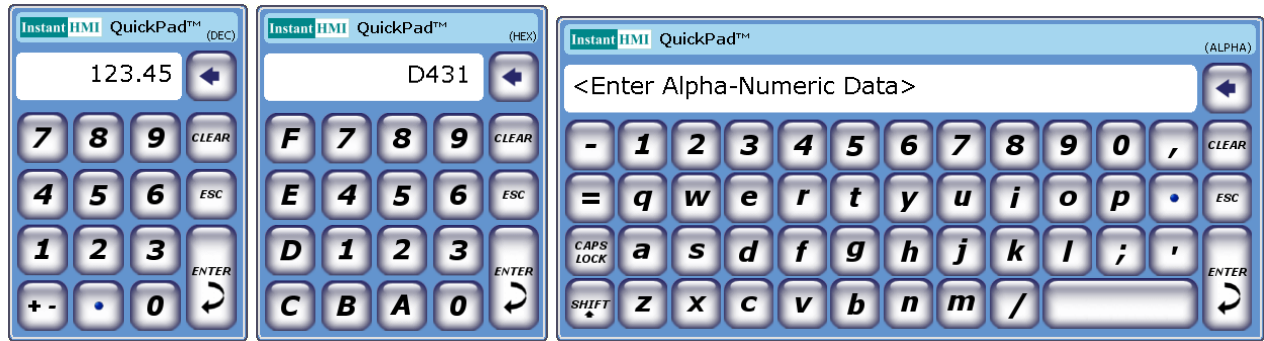 Instant HMI QuickPad™ (DEC)
123.45
7 8 9 CLEAR
4 5 6 ESC
1 2 3 ENTER
+ - • 0
Instant HMI QuickPad™ (HEX)
D431
F 7 8 9 CLEAR
E 4 5 6 ESC
D 1 2 3 ENTER
C B A 0
Instant HMI QuickPad™ (ALPHA)
<Enter Alpha-Numeric Data>
- 1 2 3 4 5 6 7 8 9 0 , CLEAR
= q w e r t y u i o p • ESC
CAPS LOCK a s d f g h j k l ; ' ENTER
SHIFT z x c v b n m /